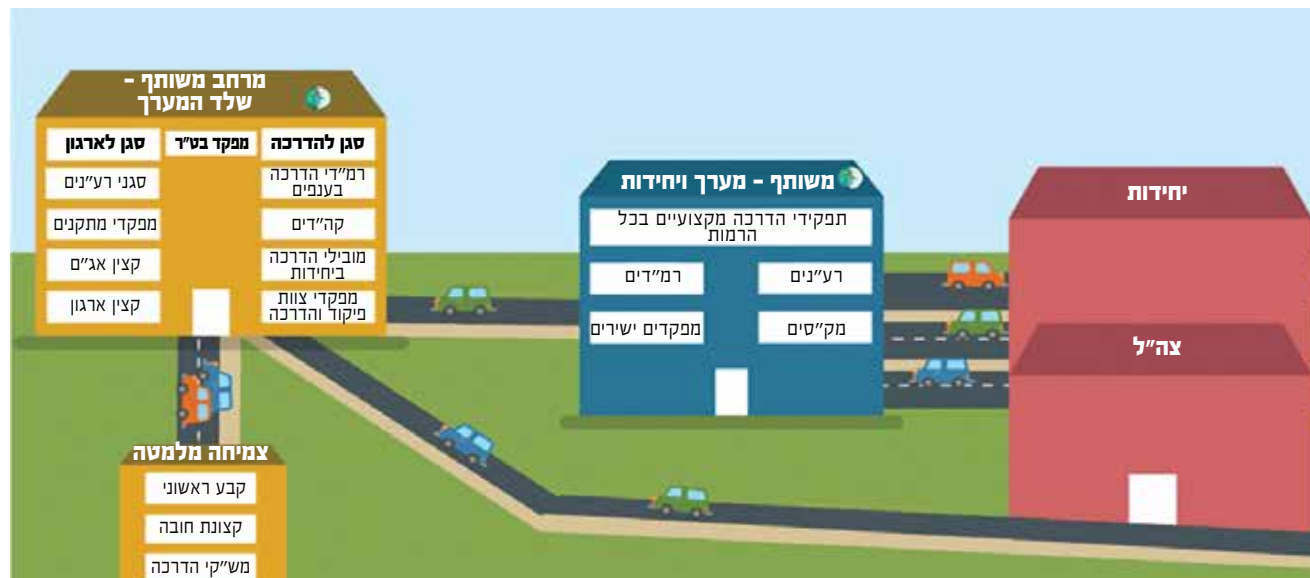 מרחב משותף -
שלד המערך
סגן להדרכה
מפקד בט"ר
סגן לארגון
רמ"די הדרכה
בענפים
סגני רע"נים
קה"דים
מפקדי מתקנים
מובילי הדרכה
ביחידות
קצין אג"ם
מפקדי צוות
פיקוד והדרכה
קצין ארגון
צמיחה מלמטה
קבע ראשוני
קצונת חובה
מש"קי הדרכה
משותף - מערך ויחידות
תפקידי הדרכה מקצועיים בכל
הרמות
רע"נים
רמ"דים
מק"סים
מפקדים ישירים
יחידות
צה"ל